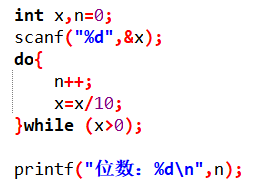 int x,n=0;
scanf("%d",&x);
do{
n++;
x=x/10;
}while (x>0);
printf("位数：%d\n",n);